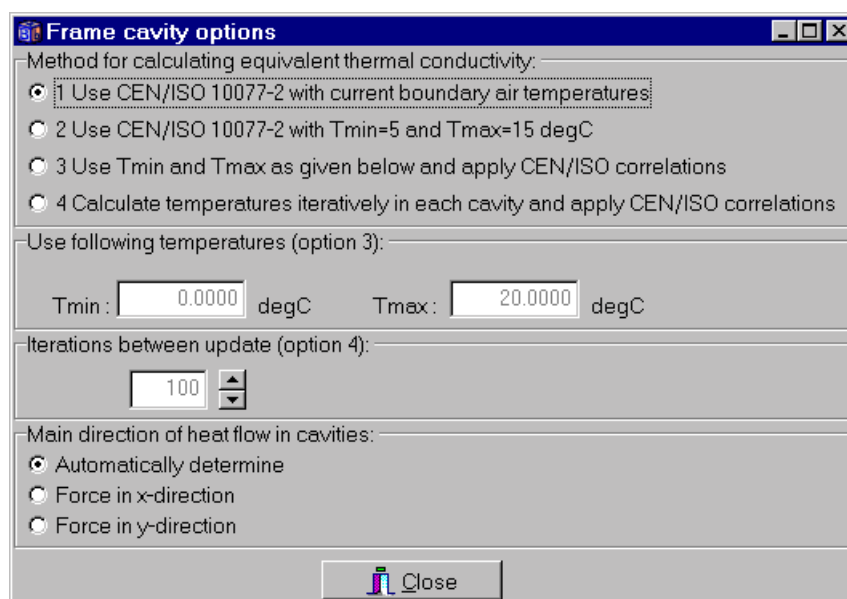 Frame cavity options
Method for calculating equivalent thermal conductivity:
1 Use CEN/ISO 10077-2 with current boundary air temperatures
2 Use CEN/ISO 10077-2 with Tmin=5 and Tmax=15 degC
3 Use Tmin and Tmax as given below and apply CEN/ISO correlations
4 Calculate temperatures iteratively in each cavity and apply CEN/ISO correlations
Use following temperatures (option 3):
Tmin : 0.0000 degC Tmax : 20.0000 degC
Iterations between update (option 4):
100
Main direction of heat flow in cavities:
Automatically determine
Force in x-direction
Force in y-direction
Close